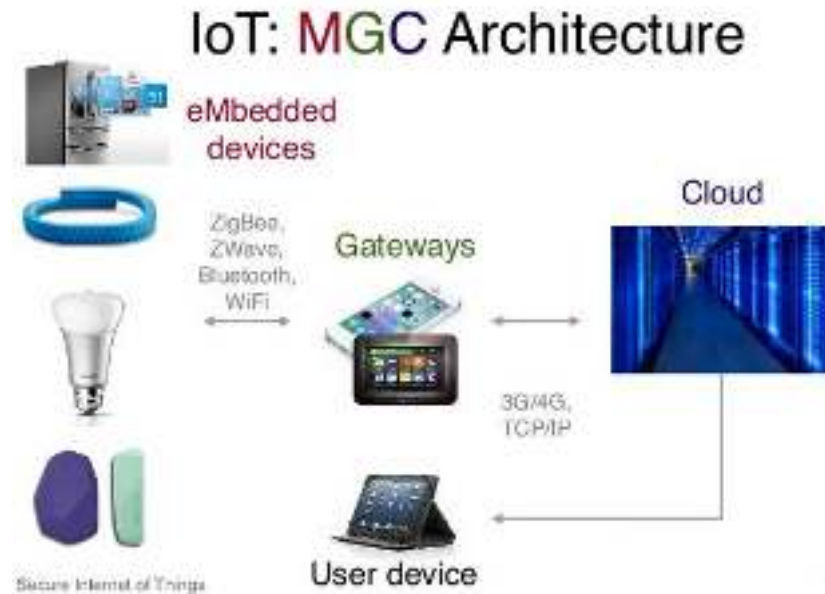 IoT: MGC Architecture
eMbedded
devices
ZigBee,
ZWave,
Bluetooth,
WiFi
Gateways
Cloud
3G/4G,
TCP/IP
User device
Secure Internet of Things